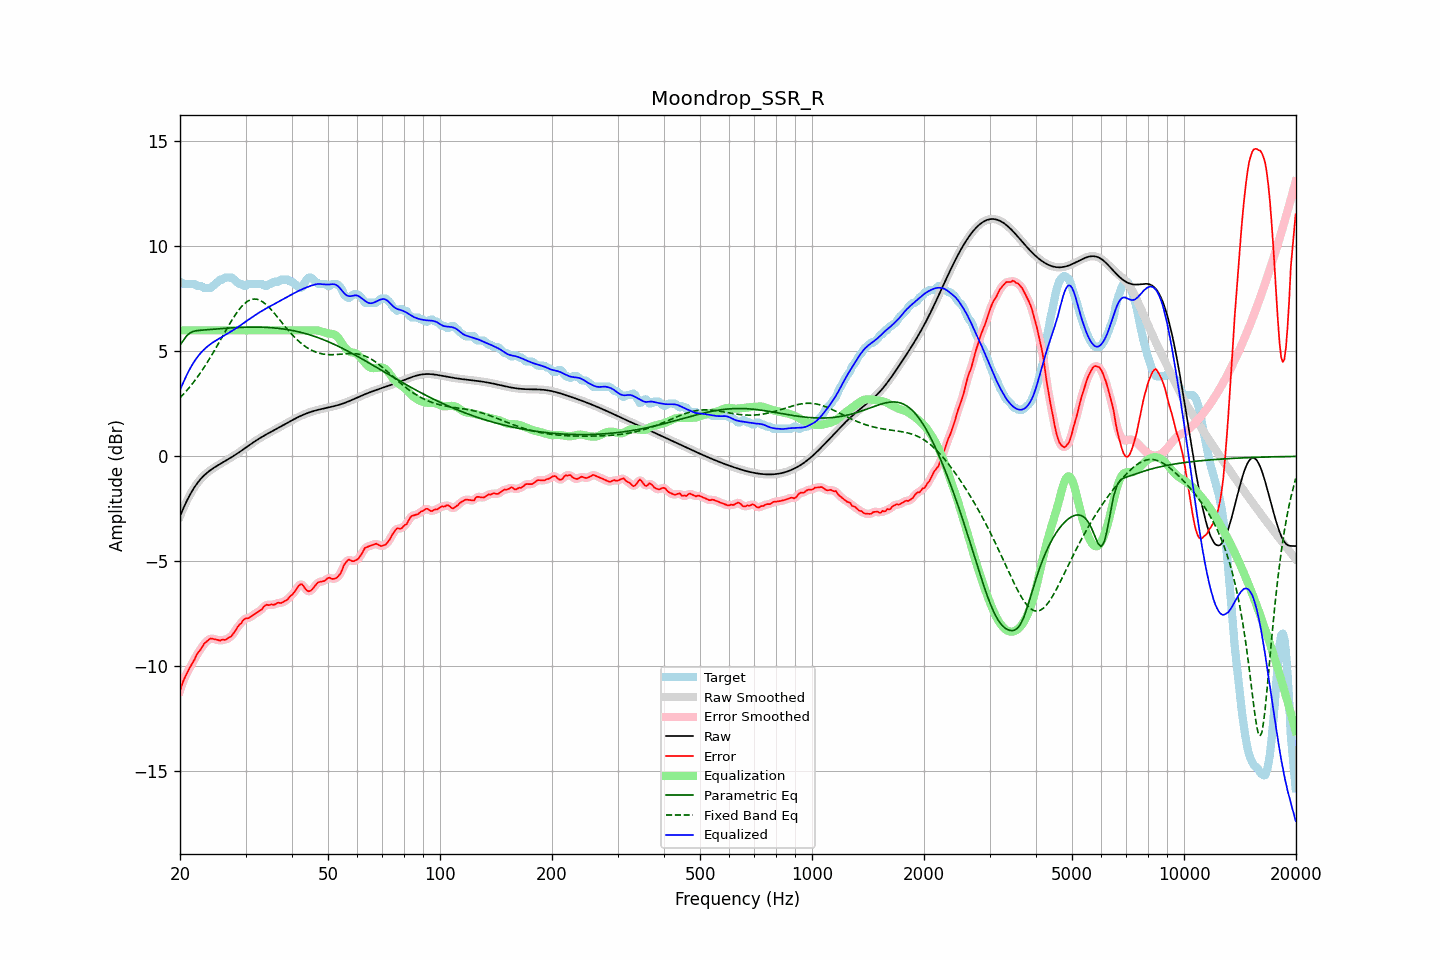 Moondrop_SSR_R
Amplitude (dBr)
15
10
5
0
−5
−10
−15
Target
Raw Smoothed
Error Smoothed
Raw
Error
Equalization
Parametric Eq
Fixed Band Eq
Equalized
20 50 100 200 500 1000 2000 5000 10000 20000
Frequency (Hz)